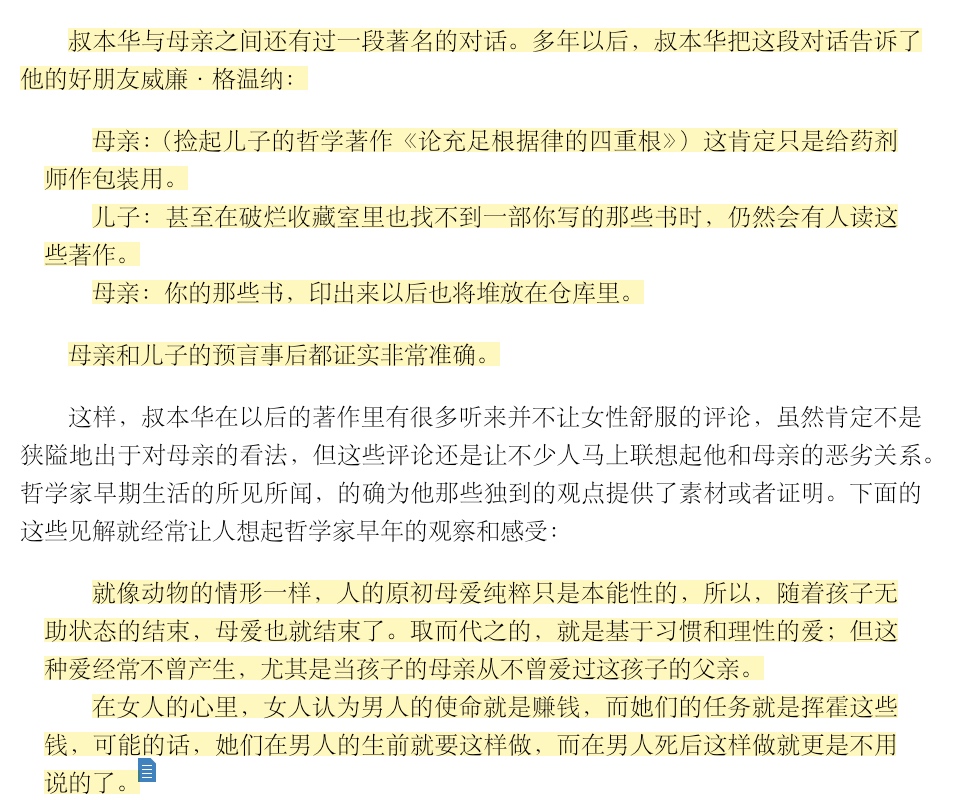 叔本华与母亲之间还有过一段著名的对话。多年以后，叔本华把这段对话告诉了
他的好朋友威廉·格温纳：
母亲：（捡起儿子的哲学著作《论充足根据律的四重根》）这肯定只是给药剂
师作包装用。
儿子：甚至在破烂收藏室里也找不到一部你写的那些书时，仍然会有人读这
些著作。
母亲：你的那些书，印出来以后也将堆放在仓库里。
母亲和儿子的预言事后都证实非常准确。
这样，叔本华在以后的著作里有很多听来并不让女性舒服的评论，虽然肯定不是
狭隘地出于对母亲的看法，但这些评论还是让不少人马上联想起他和母亲的恶劣关系。
哲学家早期生活的所见所闻，的确为他那些独到的观点提供了素材或者证明。下面的
这些见解就经常让人想起哲学家早年的观察和感受：
就像动物的情形一样，人的原初母爱纯粹只是本能性的，所以，随着孩子无
助状态的结束，母爱也就结束了。取而代之的，就是基于习惯和理性的爱；但这
种爱经常不曾产生，尤其是当孩子的母亲从不曾爱过这孩子的父亲。
在女人的心里，女人认为男人的使命就是赚钱，而她们的任务就是挥霍这些
钱，可能的话，她们在男人的生前就要这样做，而在男人死后这样做就更是不用
说的了。